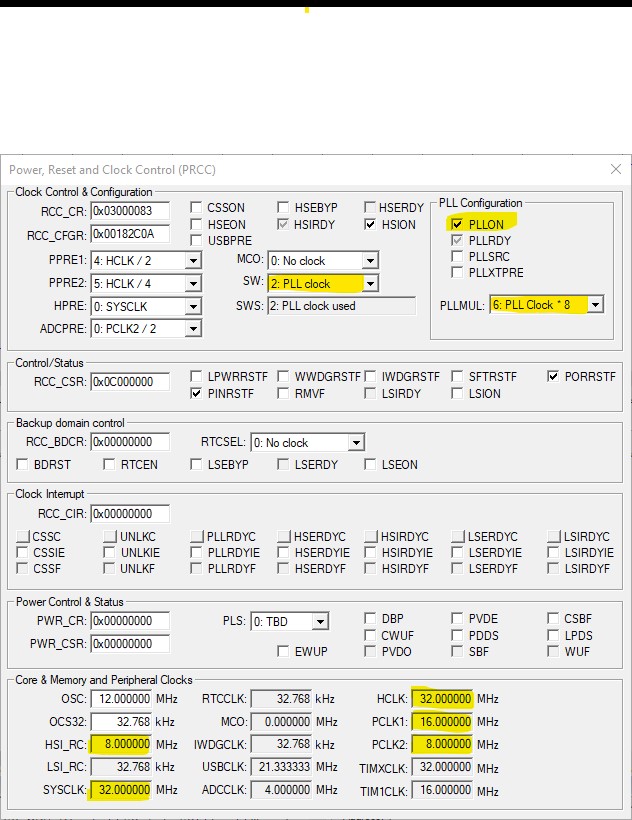 Power, Reset and Clock Control (PRCC)
Clock Control & Configuration
RCC_CR: 0x03000083 CSSON HSEBYP HSERDY
HSEON HSIRDY HSION
RCC_CFGR: 0x00182C0A USBPRE
PPRE1: 4: HCLK / 2 MCO: 0: No clock
PPRE2: 5: HCLK / 4 SW: 2: PLL clock
HPRE: 0: SYSCLK SWS: 2: PLL clock used
ADCPRE: 0: PCLK2 / 2
PLL Configuration
PLLON
PLLRDY
PLLSRC
PLLXTPRE
PLLMUL: 6: PLL Clock * 8
Control/Status
RCC_CSR: 0x0C000000 LPWRRSTF WWDGRSTF IWDGRSTF SFTRSTF PORRSTF
PINRSTF RMVF LSIRDY LSION
Backup domain control
RCC_BDCR: 0x00000000 RTCSEL: 0: No clock
BDRST RTCEN LSEBYP LSERDY LSEON
Clock Interrupt
RCC_CIR: 0x00000000
CSSC UNLKC PLLRDYC HSERDYC HSIRDYC LSERDYC LSIRDYC
CSSIE UNLKIE PLLRDYIE HSERDYIE HSIRDYIE LSERDYIE LSIRDYIE
CSSF UNLKF PLLRDYF HSERDYF HSIRDYF LSERDYF LSIRDYF
Power Control & Status
PWR_CR: 0x00000000 PLS: 0: TBD DBP PVDE CSBF
CWUF PDDS LPDS
PWR_CSR: 0x00000000 EWUP PVDO SBF WUF
Core & Memory and Peripheral Clocks
OSC: 12.000000 MHz RTCCLK: 32.768 kHz HCLK: 32.000000 MHz
OCS32: 32.768 kHz MCO: 0.000000 MHz PCLK1: 16.000000 MHz
HSI_RC: 8.000000 MHz IWDGCLK: 32.768 kHz PCLK2: 8.000000 MHz
LSI_RC: 32.768 kHz USBCLK: 21.333333 MHz TIMXCLK: 32.000000 MHz
SYSCLK: 32.000000 MHz ADCCLK: 4.000000 MHz TIM1CLK: 16.000000 MHz